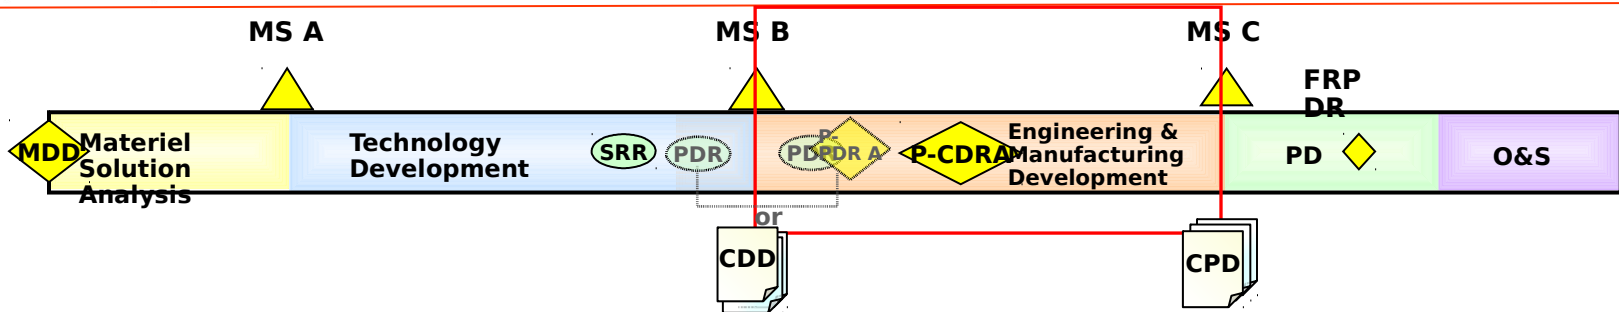 MS A
MS B
MS C
FRP
DR
MDD
Materiel
Solution
Analysis
Technology
Development
SRR
PDR
PDR
P-
PDR A
P-CDRA
Engineering &
Manufacturing
Development
PD
O&S
or
CDD
CPD